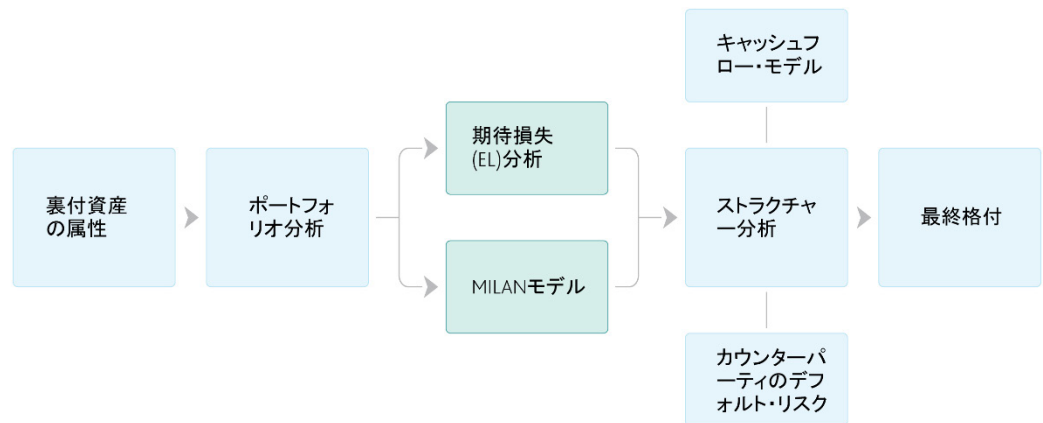 裏付資産
の属性
ポートフォ
リオ分析
期待損失
(EL)分析
MILANモデル
キャッシュフ
ロー・モデル
ストラクチャ
ー分析
カウンターパ
ーティのデフ
ォルト・リスク
最終格付